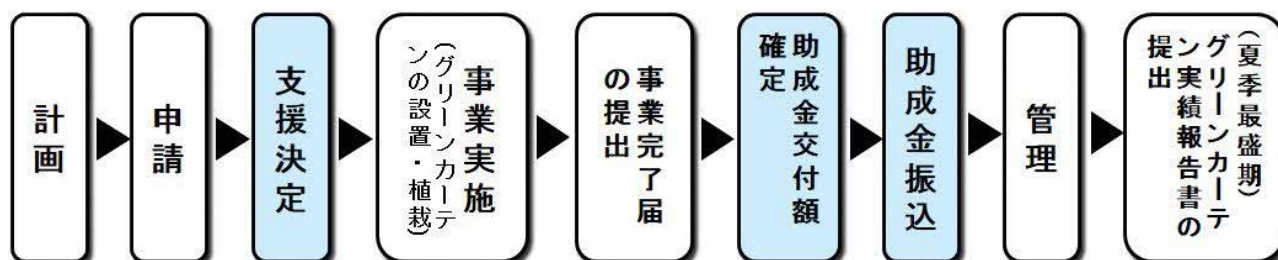 計画
申請
支援決定
事業実施
(グリーンカーテ
ンの設置・植栽)
事業完了届
の提出
助成金交付額
確定
助成金振込
管理
(夏季最盛期)
グリーンカーテ
ン実績報告書の
提出